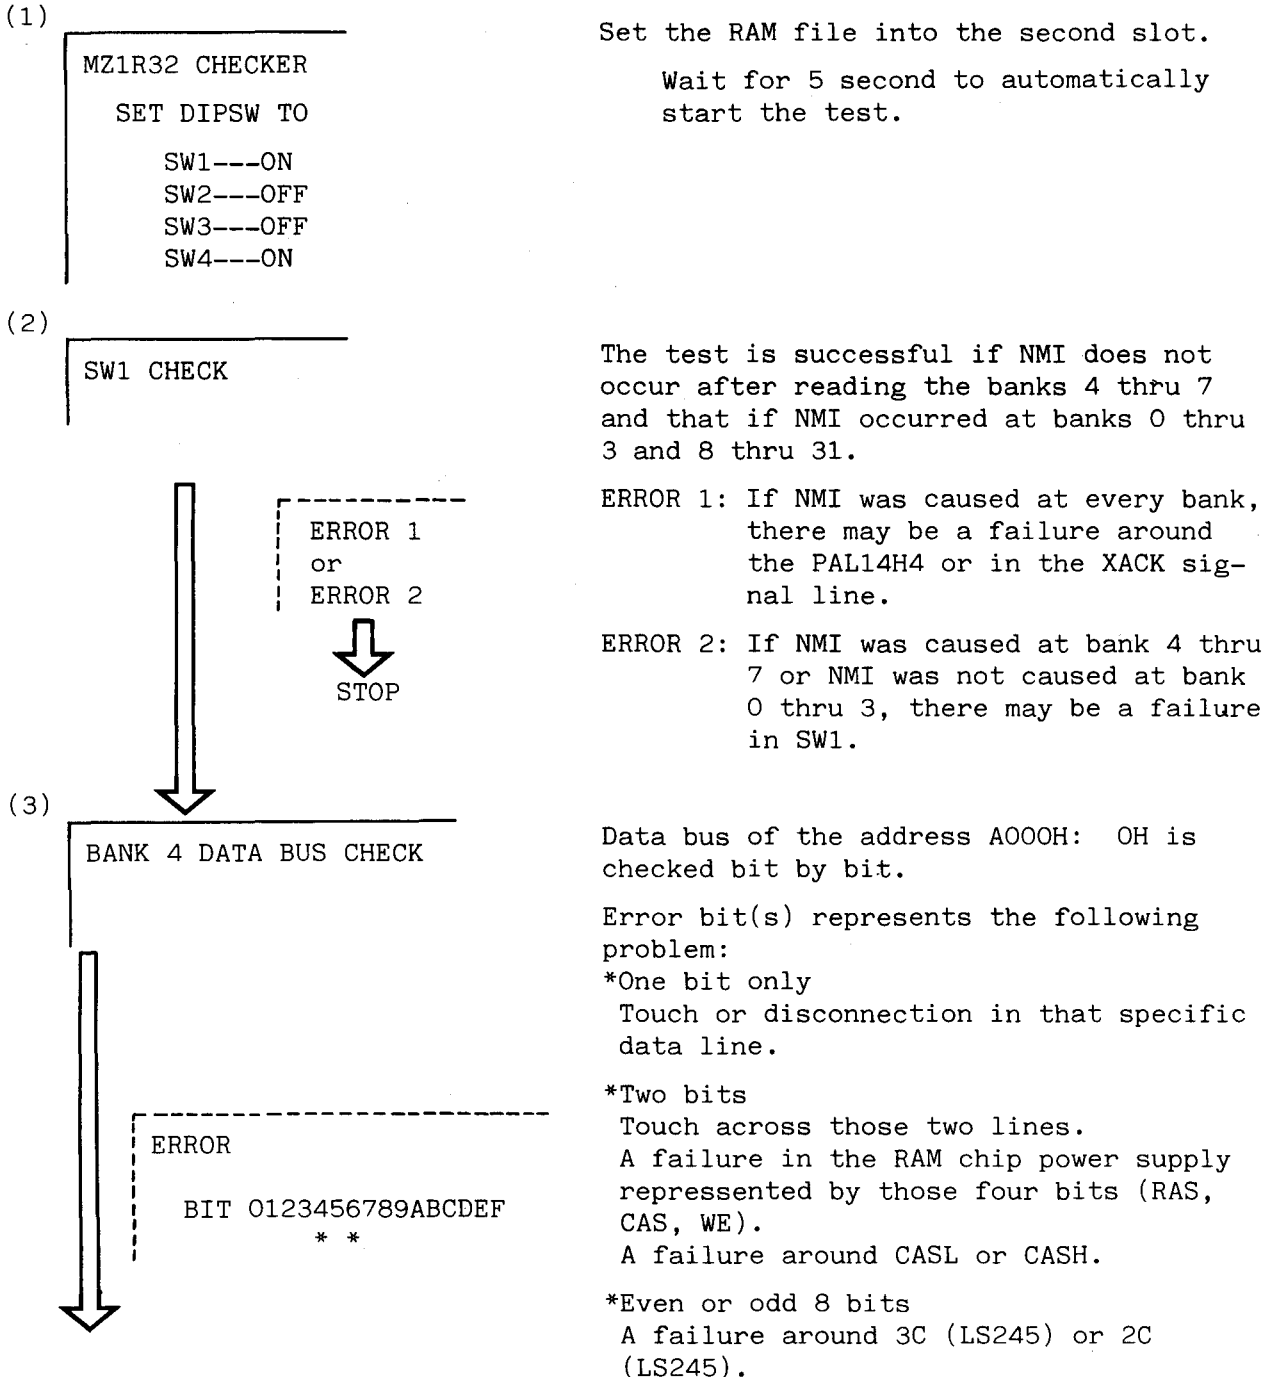 (1)
MZ1R32 CHECKER
SET DIPSW TO
SW1---ON
SW2---OFF
SW3---OFF
SW4---ON
Set the RAM file into the second slot.
Wait for 5 second to automatically
start the test.
(2)
SW1 CHECK
ERROR 1
or
ERROR 2
STOP
The test is successful if NMI does not
occur after reading the banks 4 thru 7
and that if NMI occurred at banks 0 thru
3 and 8 thru 31.
ERROR 1: If NMI was caused at every bank,
there may be a failure around
the PAL14H4 or in the XACK sig-
nal line.
ERROR 2: If NMI was caused at bank 4 thru
7 or NMI was not caused at bank
0 thru 3, there may be a failure
in SW1.
(3)
BANK 4 DATA BUS CHECK
ERROR
BIT 0123456789ABCDEF
* *
Data bus of the address A000H: 0H is
checked bit by bit.
Error bit(s) represents the following
problem:
*One bit only
Touch or disconnection in that specific
data line.
*Two bits
Touch across those two lines.
A failure in the RAM chip power supply
repressented by those four bits (RAS,
CAS, WE).
A failure around CASL or CASH.
*Even or odd 8 bits
A failure around 3C (LS245) or 2C
(LS245).